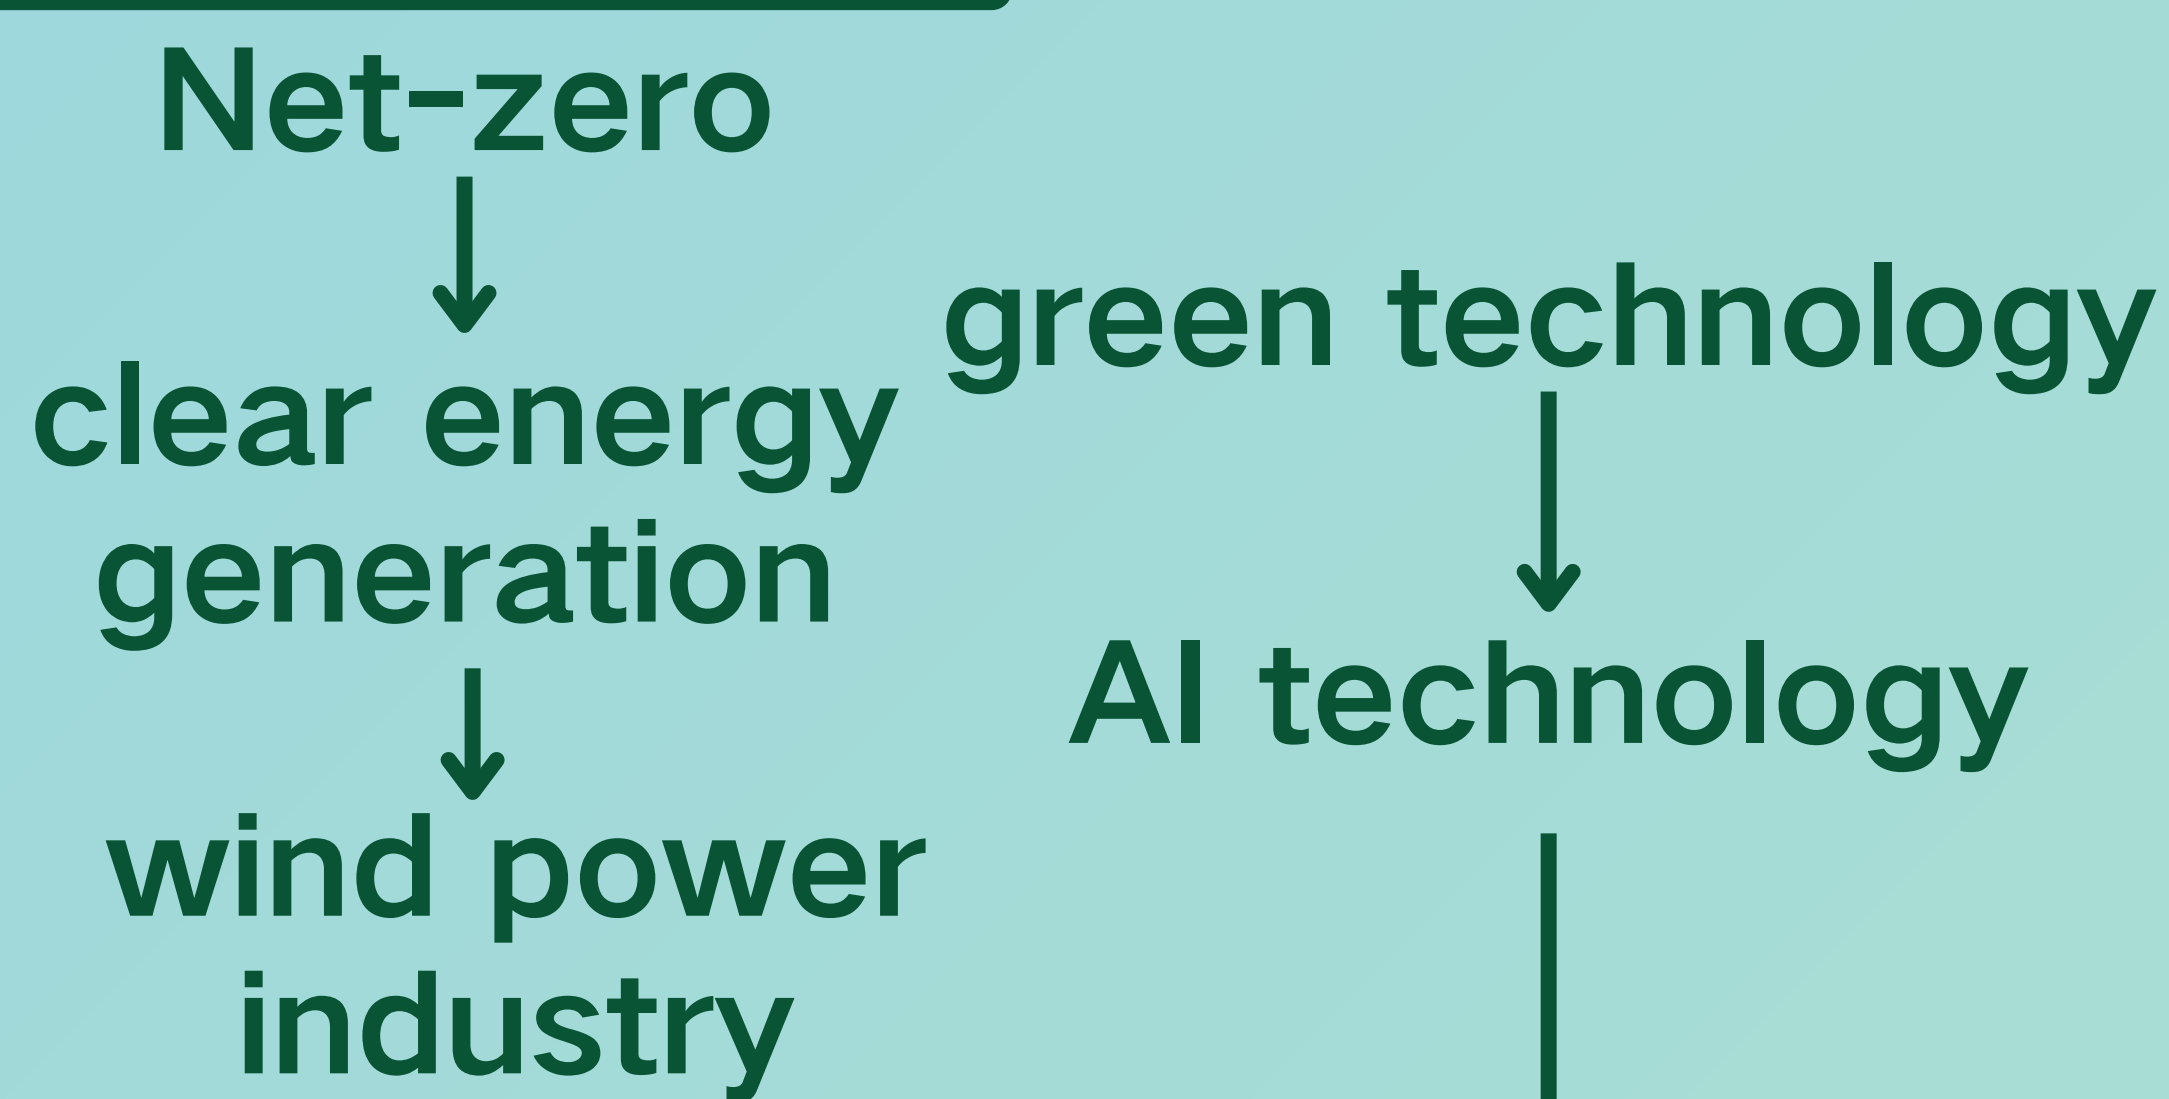 Net-zero
clear energy
generation
wind power
industry
green technology
AI technology